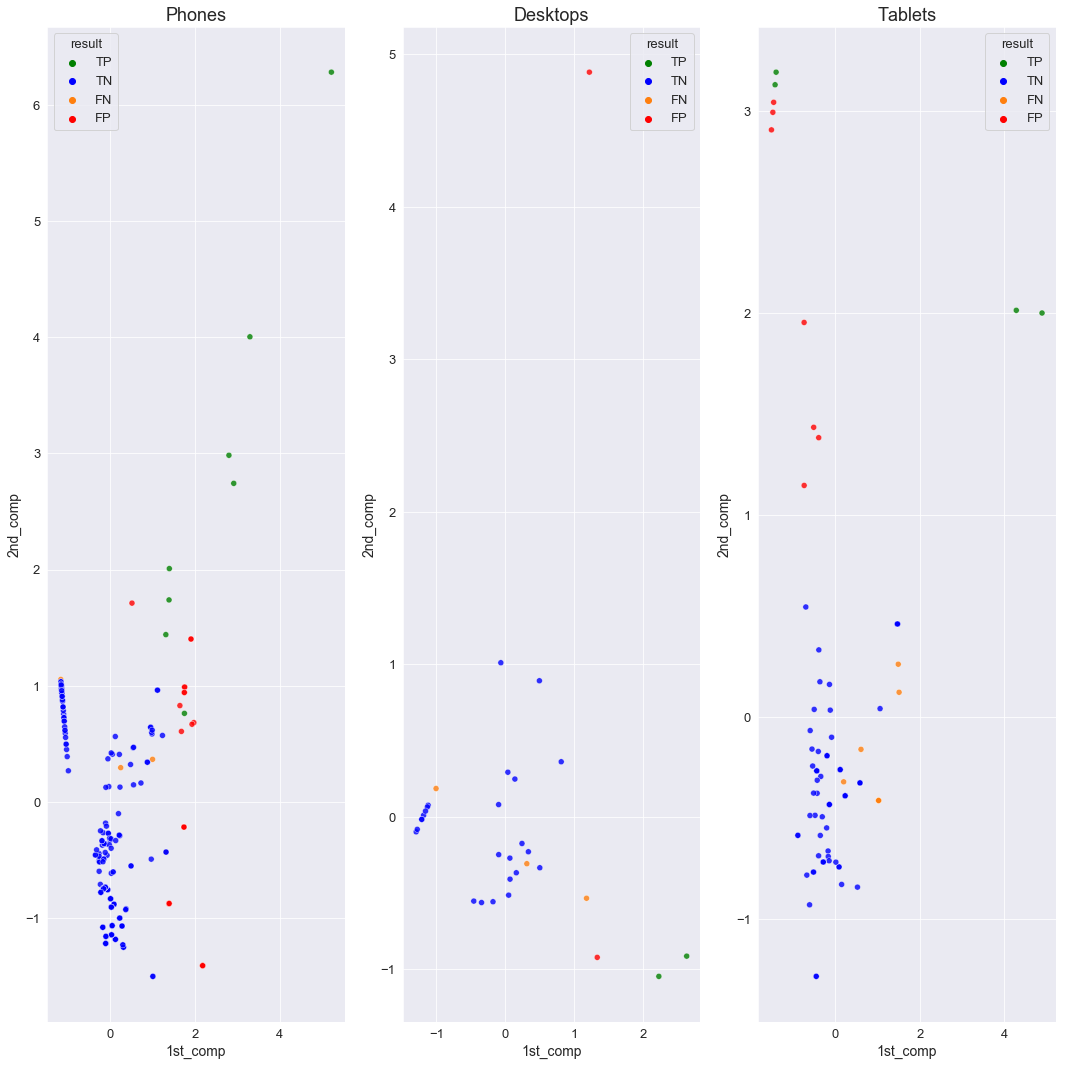 Phones
result
TP
TN
FN
FP
6
5
4
3
2
1
0
−1
2nd_comp
0 2 4
1st_comp
Desktops
result
TP
TN
FN
FP
5
4
3
2
1
0
−1
2nd_comp
−1 0 1 2
1st_comp
Tablets
result
TP
TN
FN
FP
3
2
1
0
−1
2nd_comp
0 2 4
1st_comp